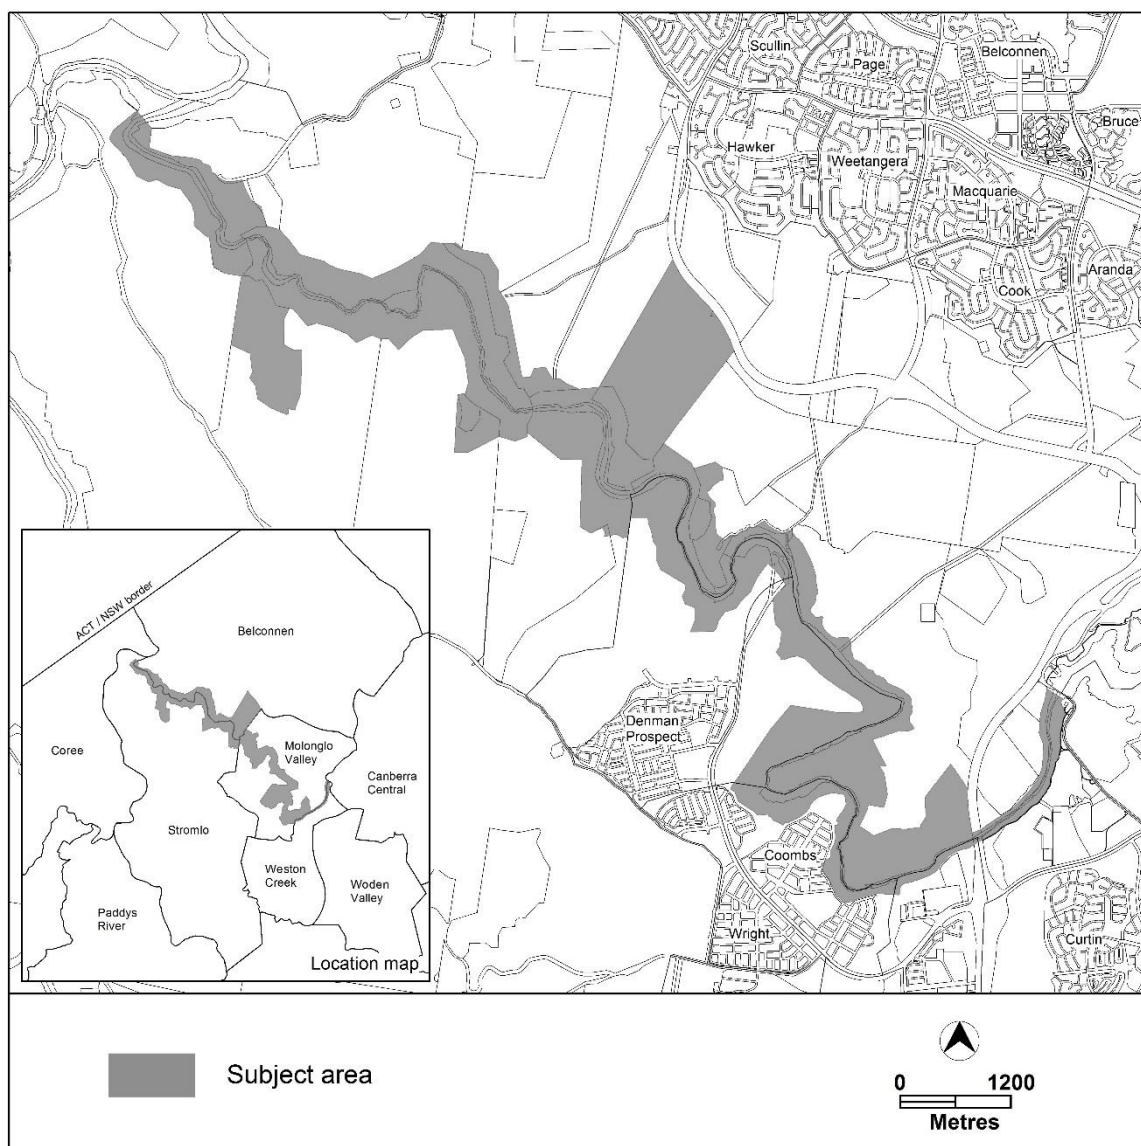 Scullin
Belconnen
Page
Bruce
Hawker
Weetangera
Macquarie
Aranda
Cook
Denman
Prospect
Coombs
Wright
Curtin
ACT / NSW border
Belconnen
Coree
Molonglo
Valley
Canberra
Central
Stromlo
Weston
Creek
Woden
Valley
Paddys
River
Location map
Subject area
0 1200
Metres